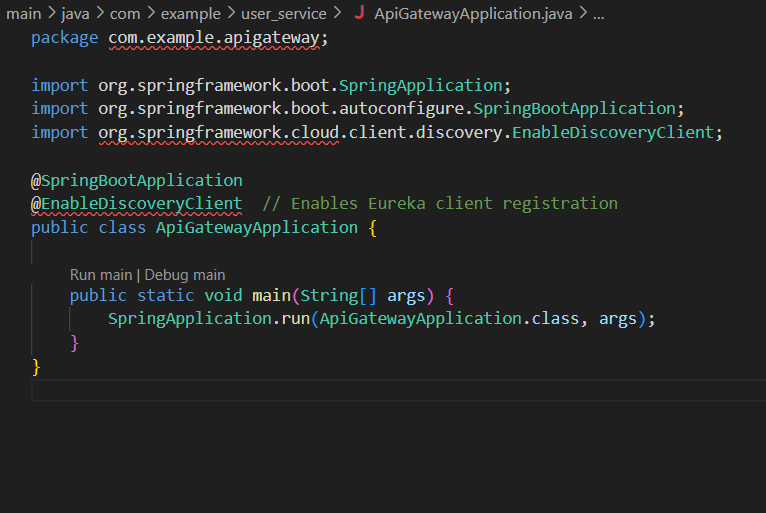 main > java > com > example > user_service > J ApiGatewayApplication.java > ...
package com.example.apigateway;
import org.springframework.boot.SpringApplication;
import org.springframework.boot.autoconfigure.SpringBootApplication;
import org.springframework.cloud.client.discovery.EnableDiscoveryClient;
@SpringBootApplication
@EnableDiscoveryClient  // Enables Eureka client registration
public class ApiGatewayApplication {
Run main | Debug main
public static void main(String[] args) {
SpringApplication.run(ApiGatewayApplication.class, args);
}
}